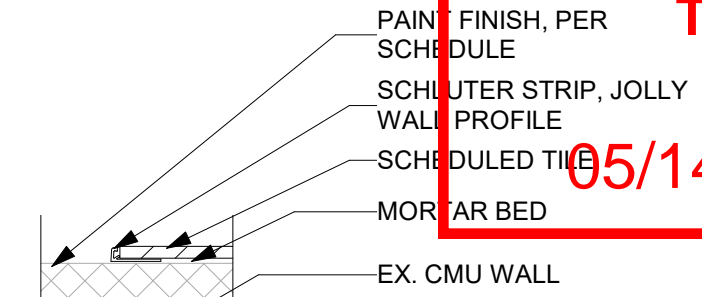 PAINT FINISH, PER
SCHEDULE
SCHLUTER STRIP, JOLLY
WALL PROFILE
SCHEDULED TILE
MORTAR BED
EX. CMU WALL
T
05/14